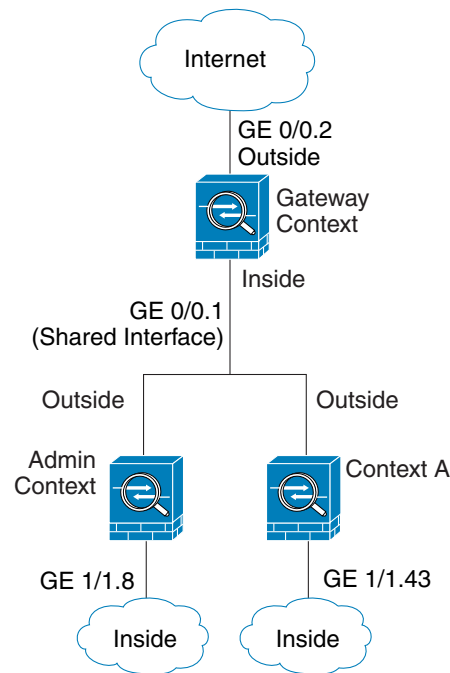 Internet
GE 0/0.2
Outside
Gateway
Context
Inside
GE 0/0.1
(Shared Interface)
Outside
Outside
Admin
Context
Context A
GE 1/1.8
GE 1/1.43
Inside
Inside